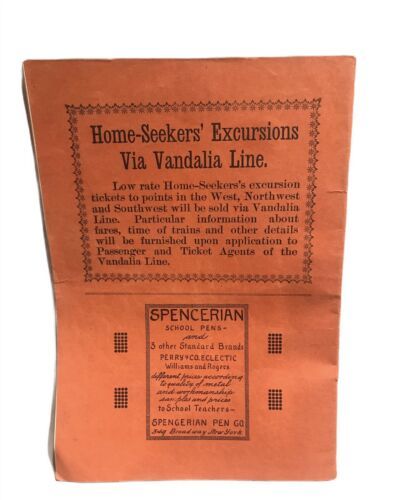 Home-Seekers' Excursions
Via Vandalia Line.
Low rate Home-Seekers's excursion
tickets to points in the West, Northwest
and Southwest will be sold via Vandalia
Line. Particular information about
fares, time of trains and other details
will be furnished upon application to
Passenger and Ticket Agents of the
Vandalia Line.
SPENCERIAN
SCHOOL PENS-
and
3 other Standard Brands
PERRY & CO. ECLECTIC
Williams and Rogers
different prices according
to quality of metal
and workmanship
samples and prices
to School Teachers-
SPENCERIAN PEN CO
349 Broadway New York